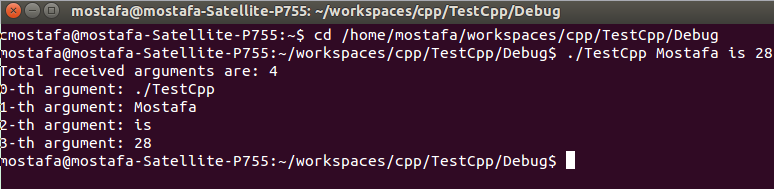 mostafa@mostafa-Satellite-P755: ~/workspaces/cpp/TestCpp/Debug
cmostafa@mostafa-Satellite-P755:~$ cd /home/mostafa/workspaces/cpp/TestCpp/Debug
mostafa@mostafa-Satellite-P755:~/workspaces/cpp/TestCpp/Debug$ ./TestCpp Mostafa is 28
Total received arguments are: 4
0-th argument: ./TestCpp
1-th argument: Mostafa
2-th argument: is
3-th argument: 28
mostafa@mostafa-Satellite-P755:~/workspaces/cpp/TestCpp/Debug$